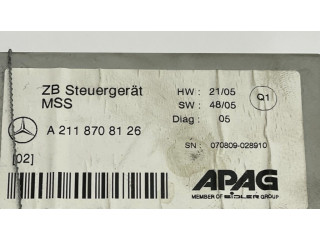 ZB Steuergerät
MSS
HW : 21/05
SW : 48/05
Diag : 05
Q1
A 211 870 81 26
SN : 070809-028910
[02]
APAG
MEMBER OF SIDLER GROUP